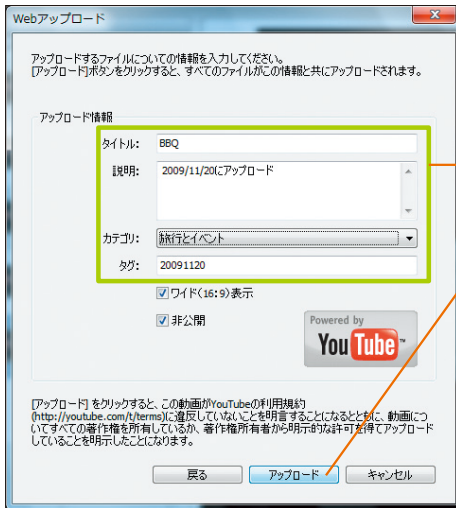 Webアップロード
アップロードするファイルについての情報を入力してください。
[アップロード]ボタンをクリックすると、すべてのファイルがこの情報と共にアップロードされます。
アップロード情報
タイトル: BBQ
説明: 2009/11/20にアップロード
カテゴリ: 旅行とイベント
タグ: 20091120
ワイド(16:9)表示
非公開
Powered by
YouTube
[アップロード] をクリックすると、この動画がYouTubeの利用規約
(http://youtube.com/t/terms)に違反していないことを明言することになるとともに、動画につ
いてすべての著作権を所有しているか、著作権所有者から明示的な許可を得てアップロード
していることを明示したことになります。
戻る アップロード キャンセル